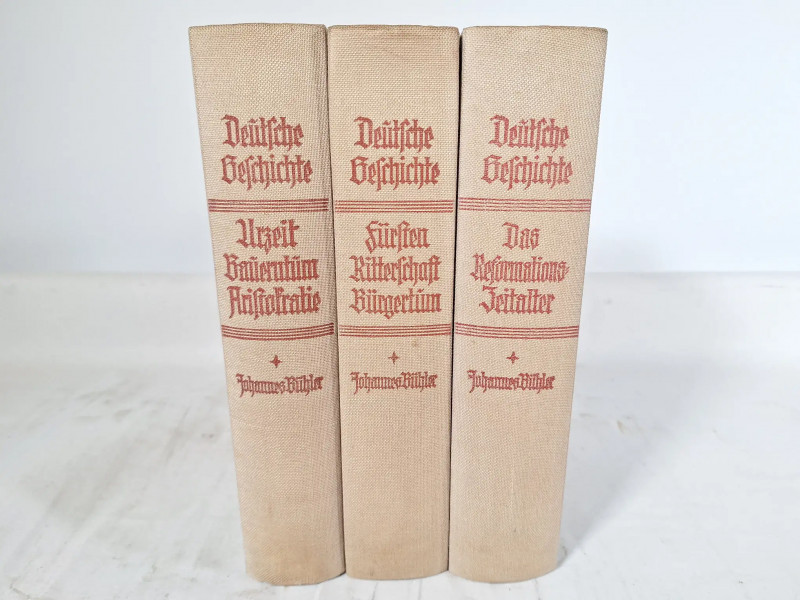 Deutsche
Geschichte
Urzeit
Bauerntum
Aristokratie
Johannes Bühler
Deutsche
Geschichte
Fürsten
Ritterschaft
Bürgertum
Johannes Bühler
Deutsche
Geschichte
Das
Reformations-
Zeitalter
Johannes Bühler